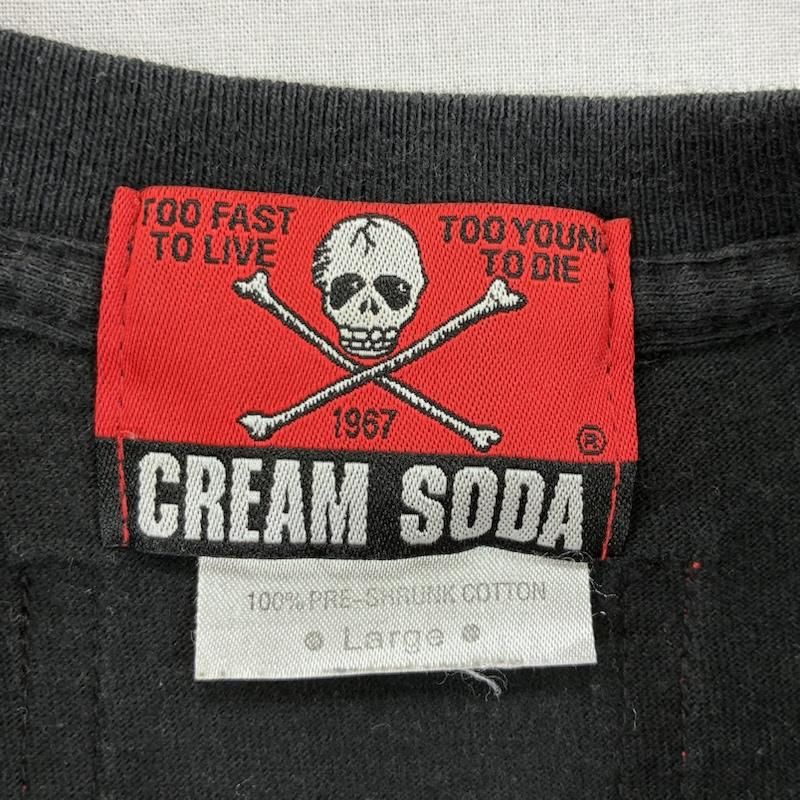 TOO FAST
TO LIVE
TOO YOUNG
TO DIE
1967
®
CREAM SODA
100% PRE-SHRUNK COTTON
Large